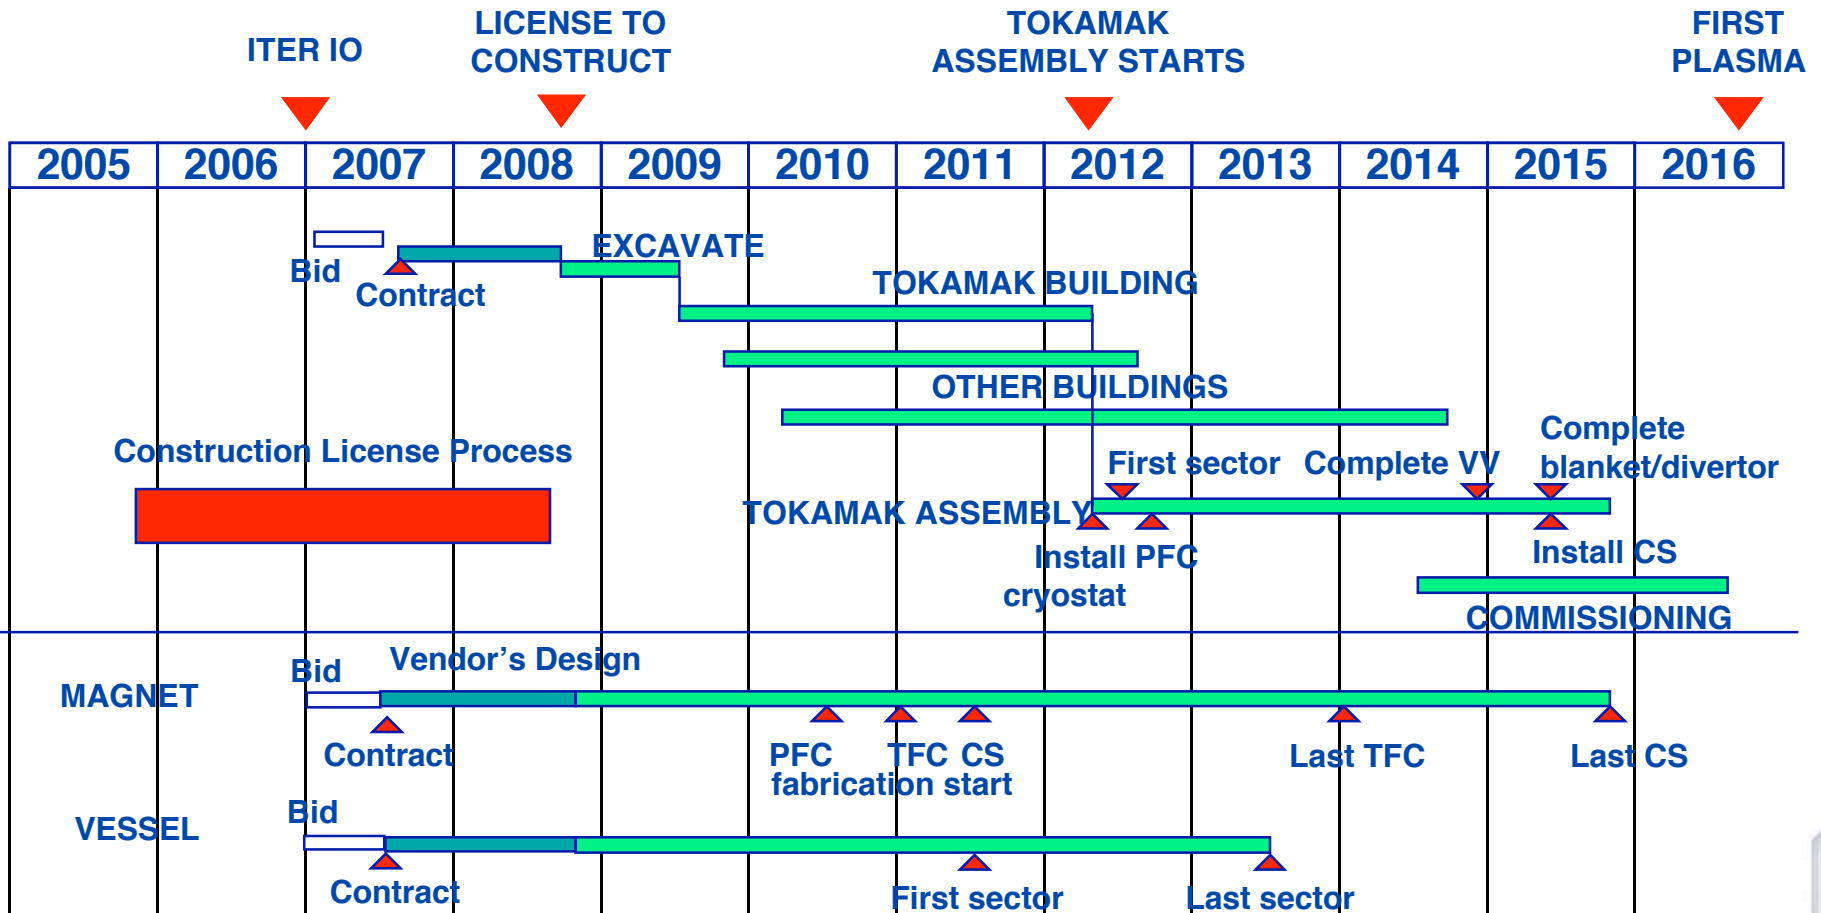 ITER IO
LICENSE TO
CONSTRUCT
TOKAMAK
ASSEMBLY STARTS
FIRST
PLASMA
2005 2006 2007 2008 2009 2010 2011 2012 2013 2014 2015 2016
EXCAVATE
Bid
Contract
TOKAMAK BUILDING
OTHER BUILDINGS
Construction License Process
Complete
blanket/divertor
First sector
Complete VV
TOKAMAK ASSEMBLY
Install PFC
cryostat
Install CS
COMMISSIONING
MAGNET
Bid
Vendor's Design
Contract
PFC TFC CS
fabrication start
Last TFC
Last CS
VESSEL
Bid
Contract
First sector
Last sector